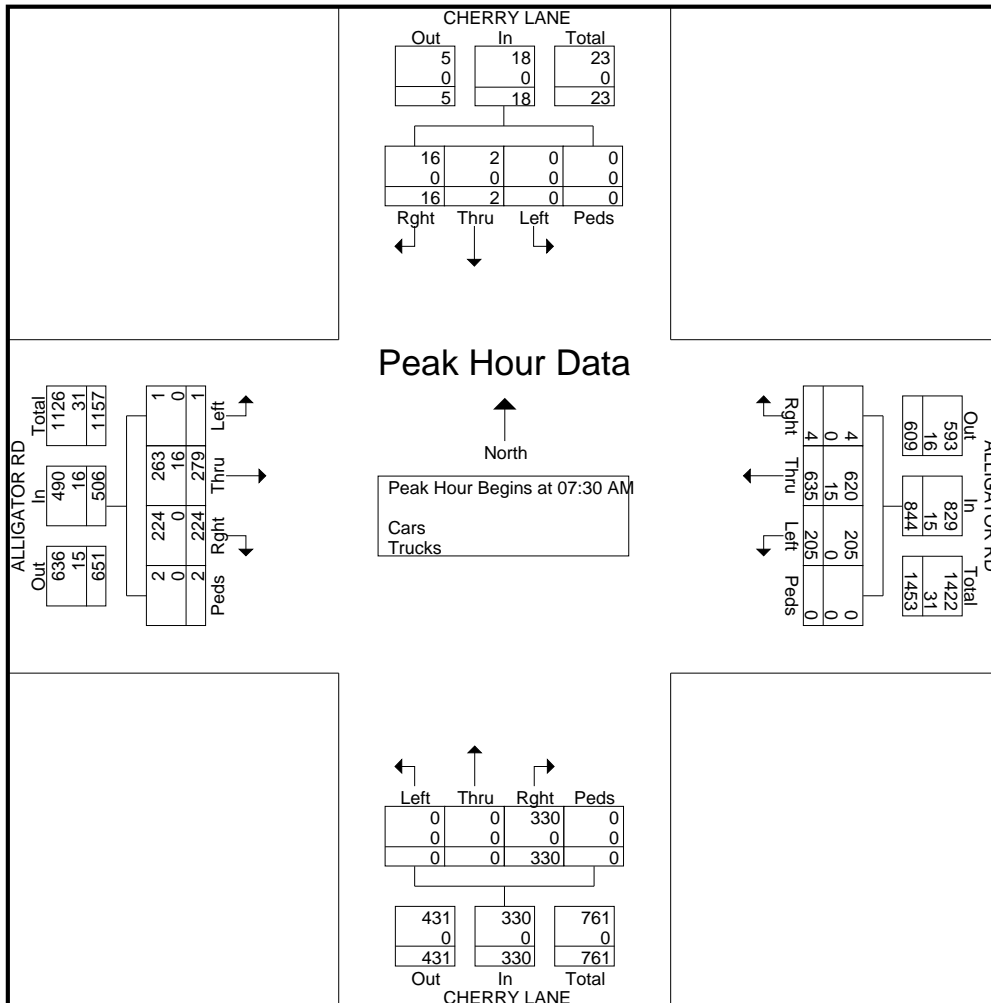 CHERRY LANE
Out In Total
5 18 23
0 0 0
5 18 23
16 2 0 0
0 0 0 0
16 2 0 0
Rght Thru Left Peds
Peak Hour Data
North
Peak Hour Begins at 07:30 AM
Cars
Trucks
ALLIGATOR RD
Out In Total
636 490 1126
15 16 31
651 506 1157
Peds Rght Thru Left
2 224 263 1
0 0 16 0
2 224 279 1
ALLIGATOR RD
Out In Total
593 829 1422
16 15 31
609 844 1453
4 620 205 0
0 15 0 0
4 635 205 0
Rght Thru Left Peds
Left Thru Rght Peds
0 0 330 0
0 0 0 0
0 0 330 0
431 330 761
0 0 0
431 330 761
Out In Total
CHERRY LANE